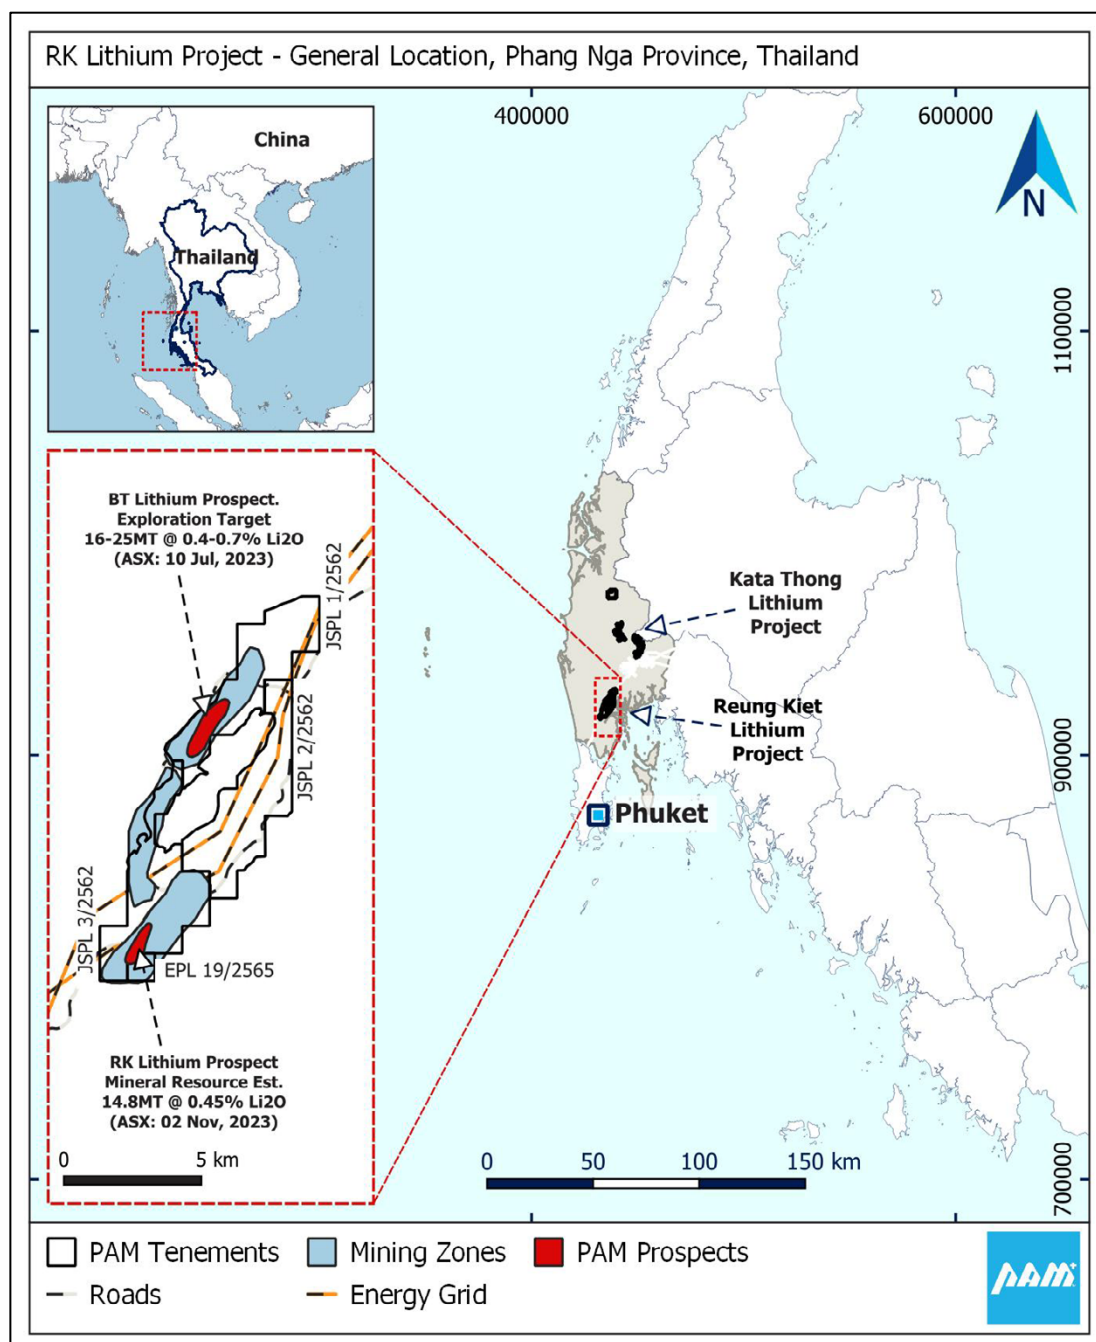 RK Lithium Project - General Location, Phang Nga Province, Thailand
400000
600000
China
Thailand
N
1100000
BT Lithium Prospect.
Exploration Target
16-25MT @ 0.4-0.7% Li2O
(ASX: 10 Jul, 2023)
JSPL 1/2562
JSPL 2/2562
JSPL 3/2562
EPL 19/2565
RK Lithium Prospect
Mineral Resource Est.
14.8MT @ 0.45% Li2O
(ASX: 02 Nov, 2023)
0
5 km
Kata Thong
Lithium
Project
Reung Kiet
Lithium
Project
900000
Phuket
0
50
100
150 km
700000
PAM Tenements
Mining Zones
PAM Prospects
Roads
Energy Grid
PAM+